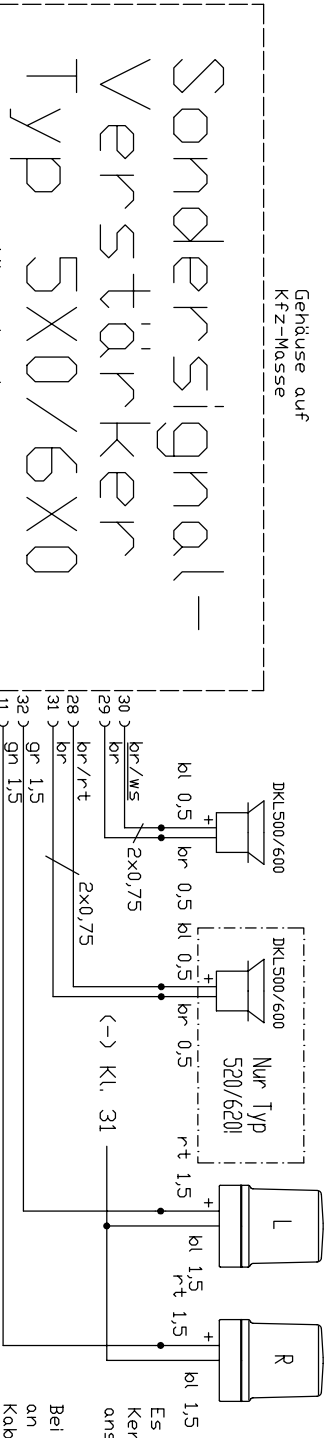 Gehäuse auf
Kfz-Masse
Sondersignal-
Verstärker
Typ 5X0/6X0
DKL500/600
DKL500/600
Nur Typ
520/620!
L
R
+
+
+
+
bl 0,5
br 0,5
bl 0,5
br 0,5
rt 1,5
bl 1,5
rt 1,5
bl 1,5
30 br/ws
29 br
2x0,75
28 br/rt
31 br
2x0,75
32 gr 1,5
11 gn 1,5
(-) Kl. 31
Es
Bei
an